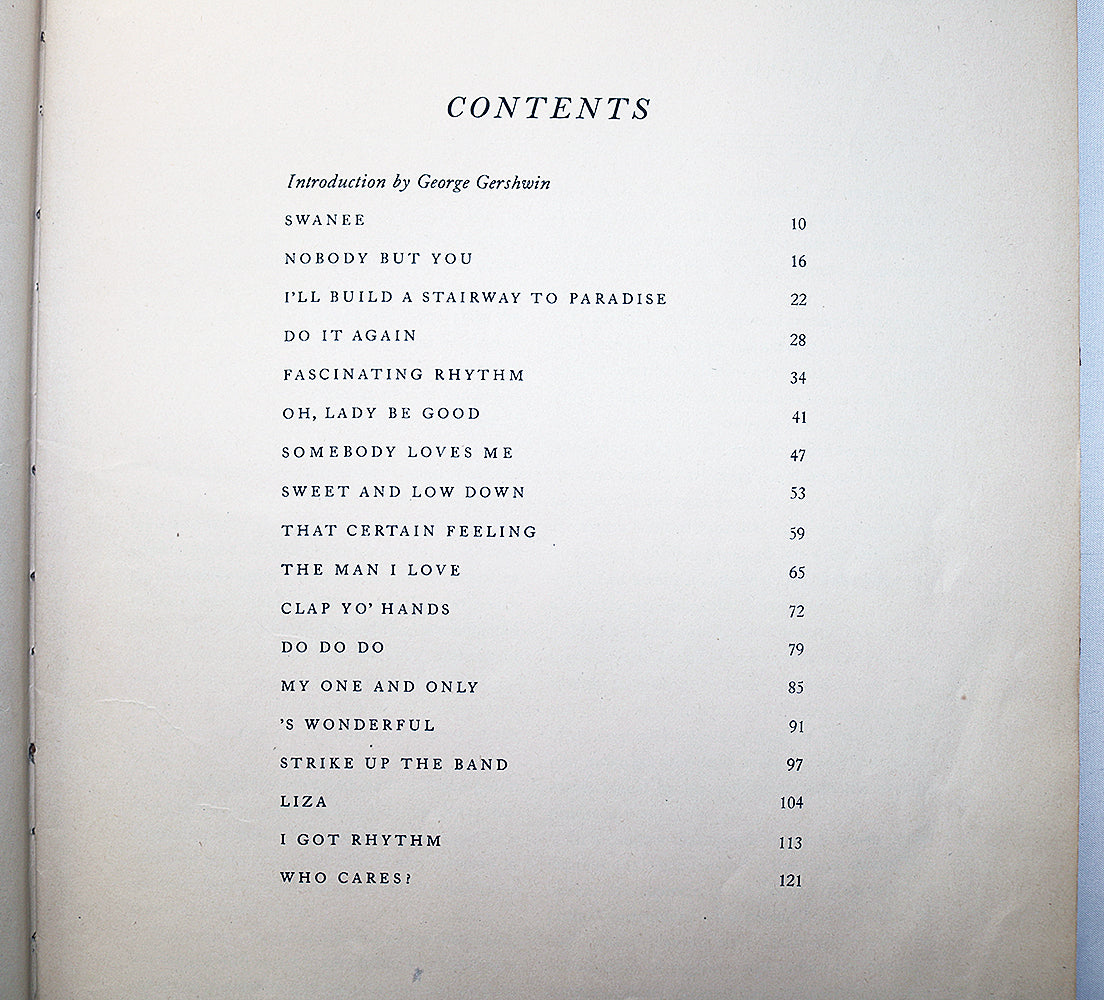 CONTENTS
Introduction by George Gershwin
SWANEE 10
NOBODY BUT YOU 16
I'LL BUILD A STAIRWAY TO PARADISE 22
DO IT AGAIN 28
FASCINATING RHYTHM 34
OH, LADY BE GOOD 41
SOMEBODY LOVES ME 47
SWEET AND LOW DOWN 53
THAT CERTAIN FEELING 59
THE MAN I LOVE 65
CLAP YO' HANDS 72
DO DO DO 79
MY ONE AND ONLY 85
'S WONDERFUL 91
STRIKE UP THE BAND 97
LIZA 104
I GOT RHYTHM 113
WHO CARES? 121